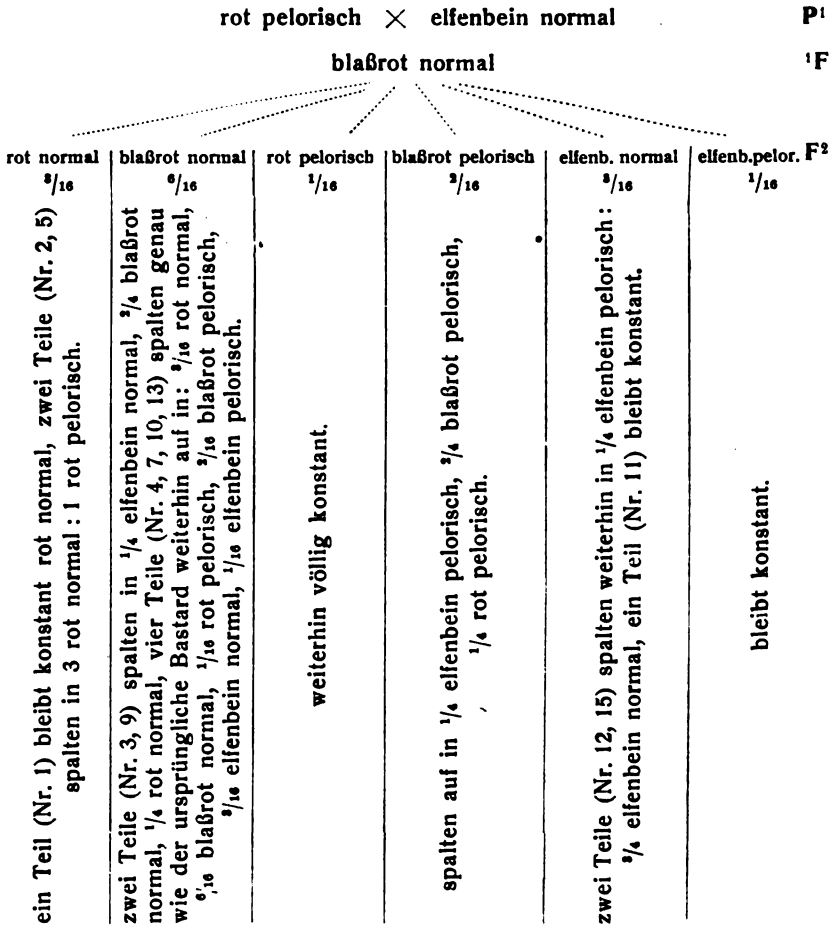 rot pelorisch × elfenbein normal P¹
blaßrot normal ¹F
rot normal | blaßrot normal | rot pelorisch | blaßrot pelorisch | elfenb. normal | elfenb.pelor. F²
³/₁₆ ⁶/₁₆ ¹/₁₆ ²/₁₆ ³/₁₆ ¹/₁₆
ein Teil (Nr. 1) bleibt konstant rot normal, zwei Teile (Nr. 2, 5)
spalten in 3 rot normal : 1 rot pelorisch.
zwei Teile (Nr. 3, 9) spalten in ¹/₄ elfenbein normal, ²/₄ blaßrot
normal, ¹/₄ rot normal, vier Teile (Nr. 4, 7, 10, 13) spalten genau
wie der ursprüngliche Bastard weiterhin auf in: ³/₁₆ rot normal,
⁶/₁₆ blaßrot normal, ¹/₁₆ rot pelorisch, ²/₁₆ blaßrot pelorisch,
³/₁₆ elfenbein normal, ¹/₁₆ elfenbein pelorisch.
weiterhin völlig konstant.
spalten auf in ¹/₄ elfenbein pelorisch, ²/₄ blaßrot pelorisch,
¹/₄ rot pelorisch.
zwei Teile (Nr. 12, 15) spalten weiterhin in ¹/₄ elfenbein pelorisch :
³/₄ elfenbein normal, ein Teil (Nr. 11) bleibt konstant.
bleibt konstant.